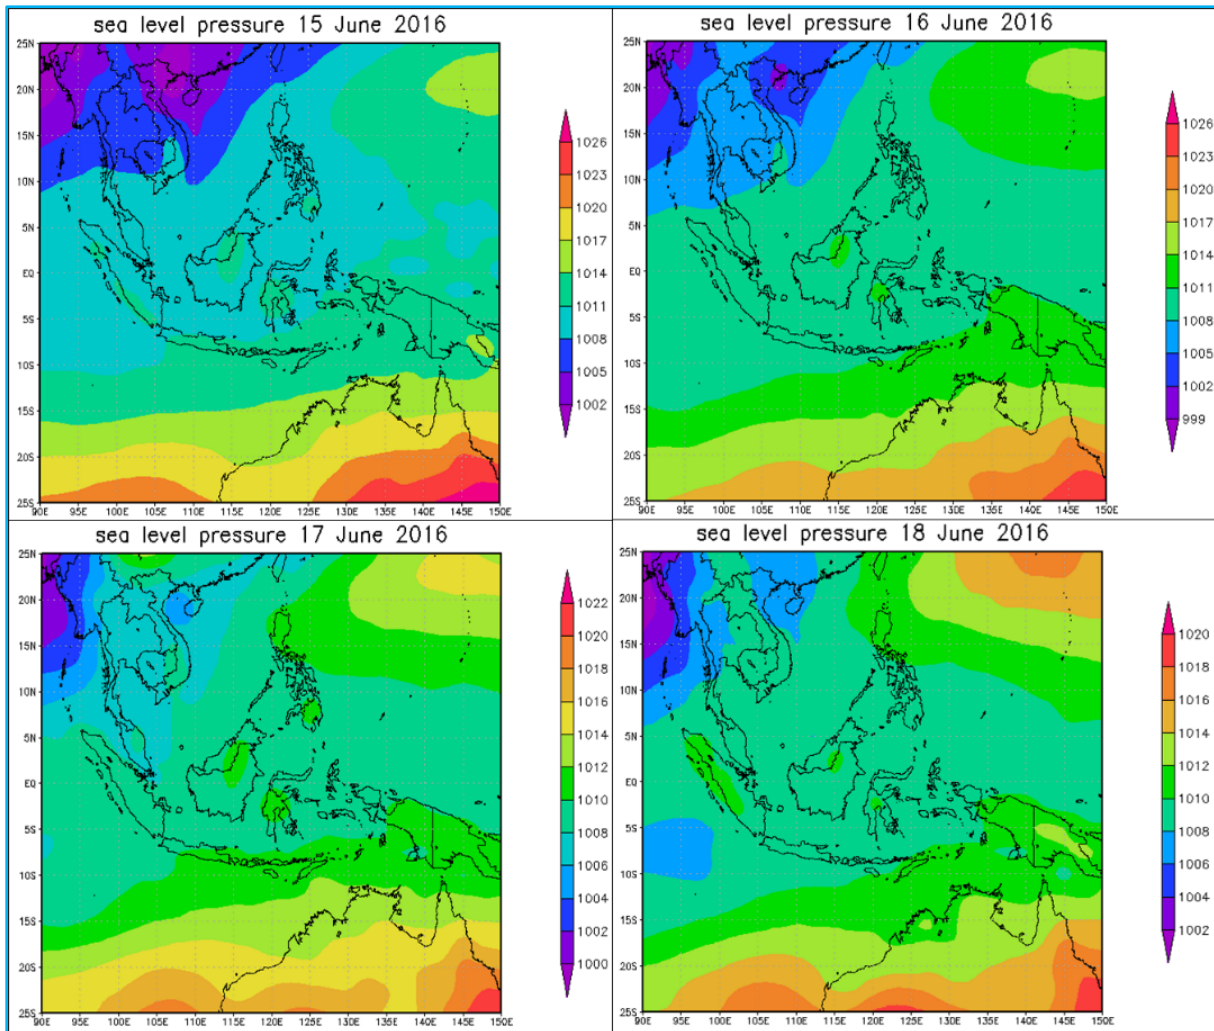 sea level pressure 15 June 2016
25N
20N
15N
10N
5N
EQ
5S
10S
15S
20S
25S
90E 95E 100E 105E 110E 115E 120E 125E 130E 135E 140E 145E 150E
1026
1023
1020
1017
1014
1011
1008
1005
1002
sea level pressure 16 June 2016
25N
20N
15N
10N
5N
EQ
5S
10S
15S
20S
25S
90E 95E 100E 105E 110E 115E 120E 125E 130E 135E 140E 145E 150E
1026
1023
1020
1017
1014
1011
1008
1005
1002
999
sea level pressure 17 June 2016
25N
20N
15N
10N
5N
EQ
5S
10S
15S
20S
25S
90E 95E 100E 105E 110E 115E 120E 125E 130E 135E 140E 145E 150E
1022
1020
1018
1016
1014
1012
1010
1008
1006
1004
1002
1000
sea level pressure 18 June 2016
25N
20N
15N
10N
5N
EQ
5S
10S
15S
20S
25S
90E 95E 100E 105E 110E 115E 120E 125E 130E 135E 140E 145E 150E
1020
1018
1016
1014
1012
1010
1008
1006
1004
1002